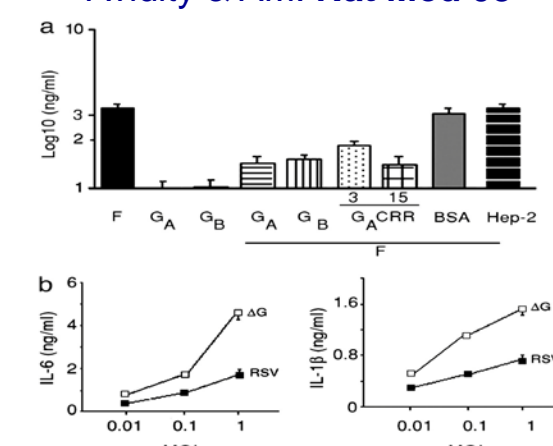 a
10
3
2
1
Log10 (ng/ml)
3 15
F GA GB GA GB GACRR BSA Hep-2
F
b
6
4
2
0
IL-6 (ng/ml)
ΔG
RSV
0.01 0.1 1
1.6
0.8
0
IL-1β (ng/ml)
ΔG
RSV
0.01 0.1 1